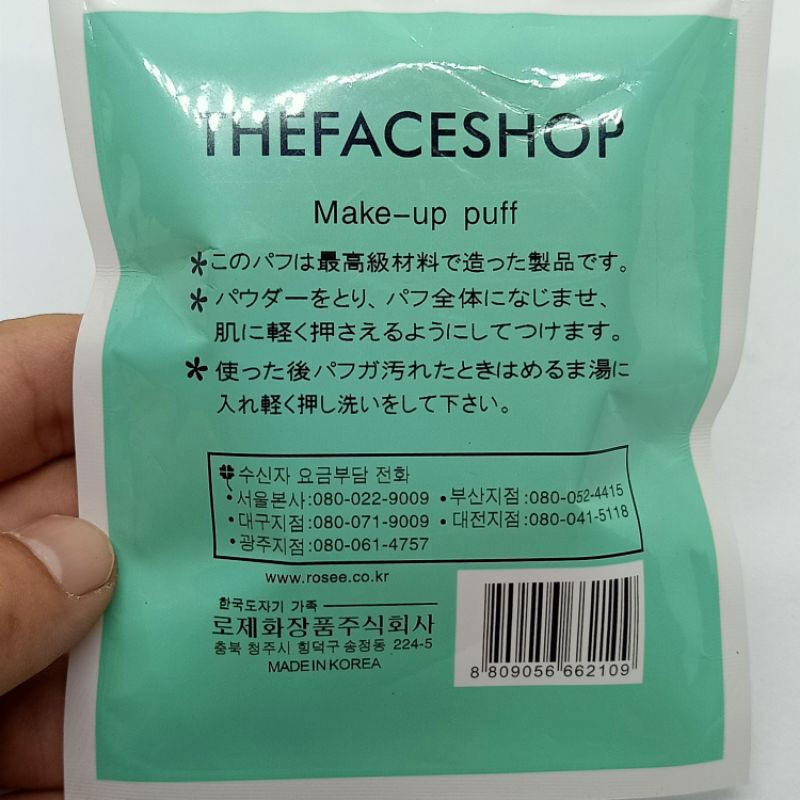 THEFACESHOP
Make-up puff
*このパフは最高級材料で造った製品です。
* パウダーをとり、パフ全体になじませ、
肌に軽く押さえるようにしてつけます。
* 使った後パフガ汚れたときはめるま湯に
入れ軽く押し洗いをして下さい。
수신자 요금부담 전화
•서울본사:080-022-9009 •부산지점:080-052-4415
•대구지점:080-071-9009 •대전지점:080-041-5118
•광주지점:080-061-4757
www.rosee.co.kr
한국도자기 가족
로제화장품주식회사
충북 청주시 힝덕구 송정동 224-5
MADE IN KOREA
8 809056 662109